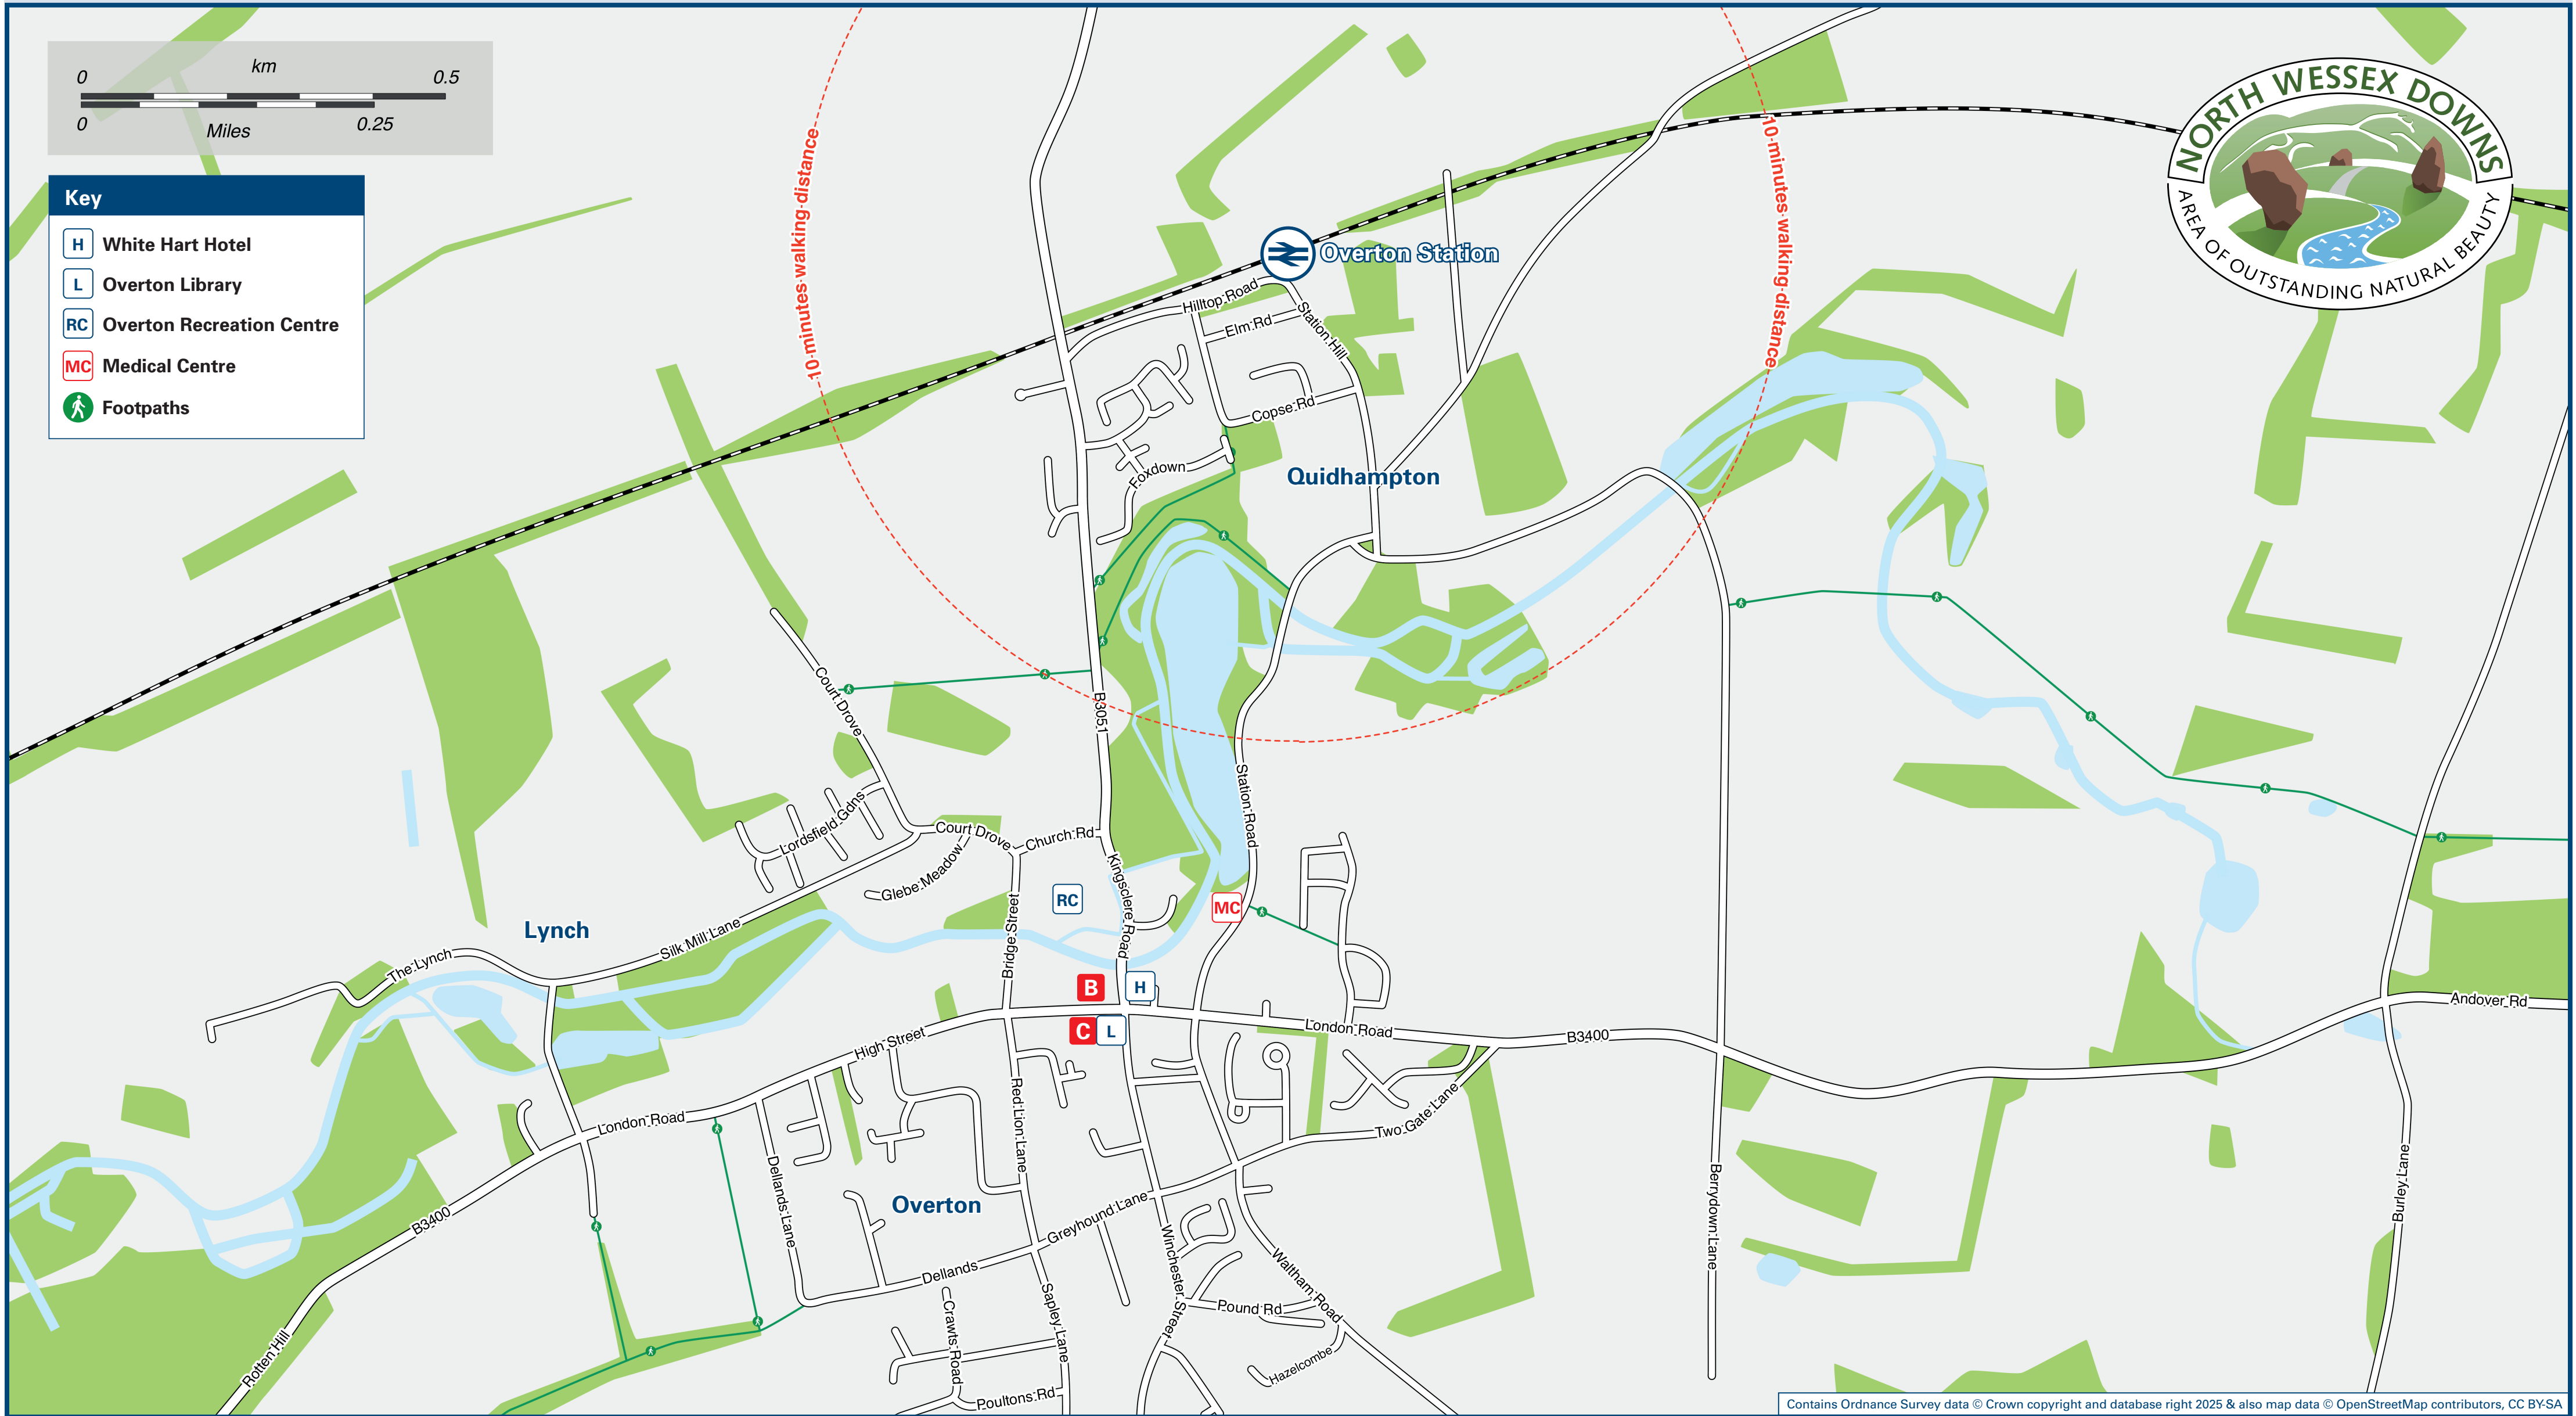 km
0 0.5
0 0.25
Miles
Key
H White Hart Hotel
L Overton Library
RC Overton Recreation Centre
MC Medical Centre
Footpaths
NORTH WESSEX DOWNS
AREA OF OUTSTANDING NATURAL BEAUTY
10 minutes walking distance
10 minutes walking distance
Overton Station
Hilltop Road
Elm Rd
Station Hill
Copse Rd
Foxdown
Quidhampton
Court Drove
B3051
Station Road
Lordsfield Gdns
Court Drove
Church Rd
Glebe Meadow
Kingsclere Road
RC
MC
Bridge Street
Lynch
Silk Mill Lane
The Lynch
B
H
C
L
High Street
London Road
B3400
Andover Rd
London Road
Red Lion Lane
Two Gate Lane
Dellands Lane
Overton
Greyhound Lane
B3400
Berrydown Lane
Burley Lane
Dellands
Winchester Street
Waltham Road
Pound Rd
Sapley Lane
Crawts Road
Rotten Hill
Hazelcombe
Poultons Rd
Contains Ordnance Survey data © Crown copyright and database right 2025 & also map data © OpenStreetMap contributors, CC BY-SA